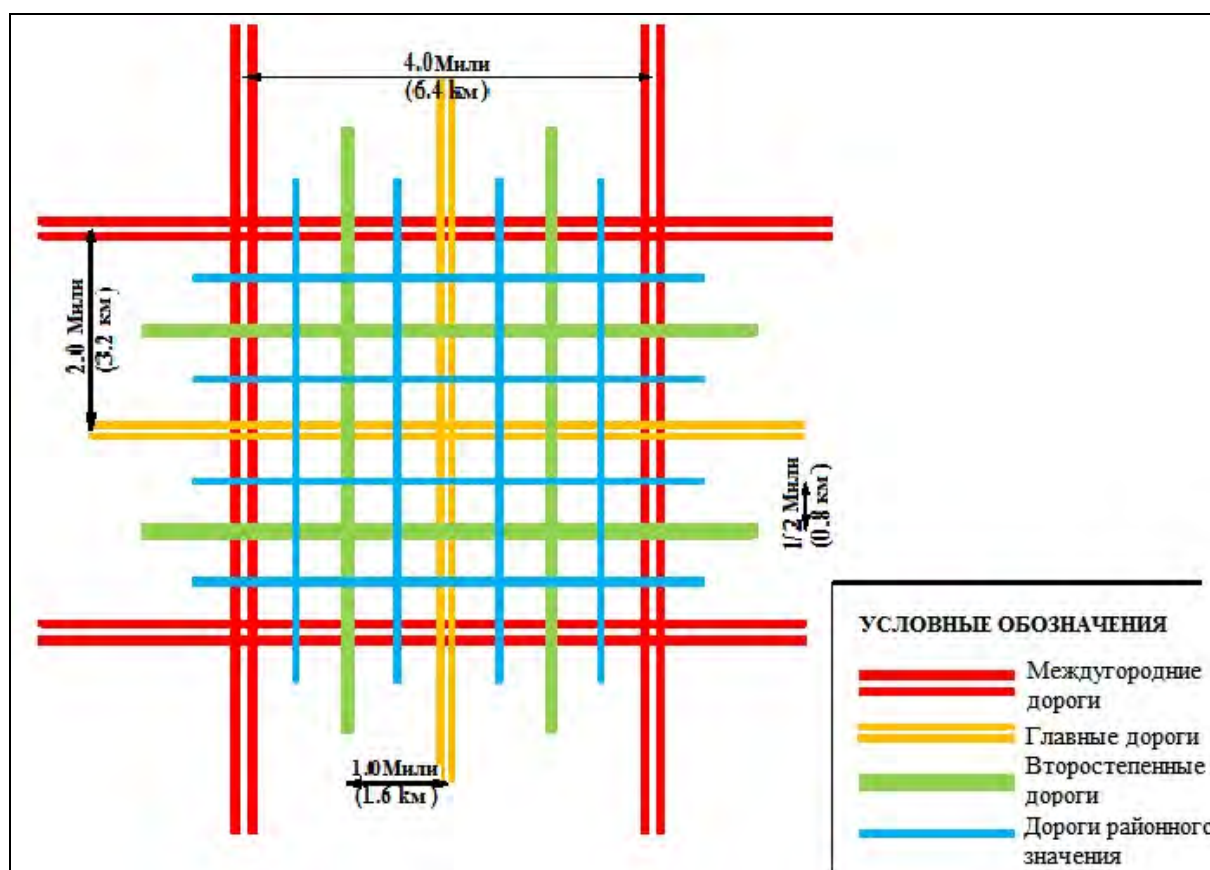 4.0Мили
(6.4 км )
2.0 Мили
(3.2 км )
1/2 Мили
(0.8 км )
1.0Мили
(1.6 км )
УСЛОВНЫЕ ОБОЗНАЧЕНИЯ
Междугородние
дороги
Главные дороги
Второстепенные
дороги
Дороги районного
значения